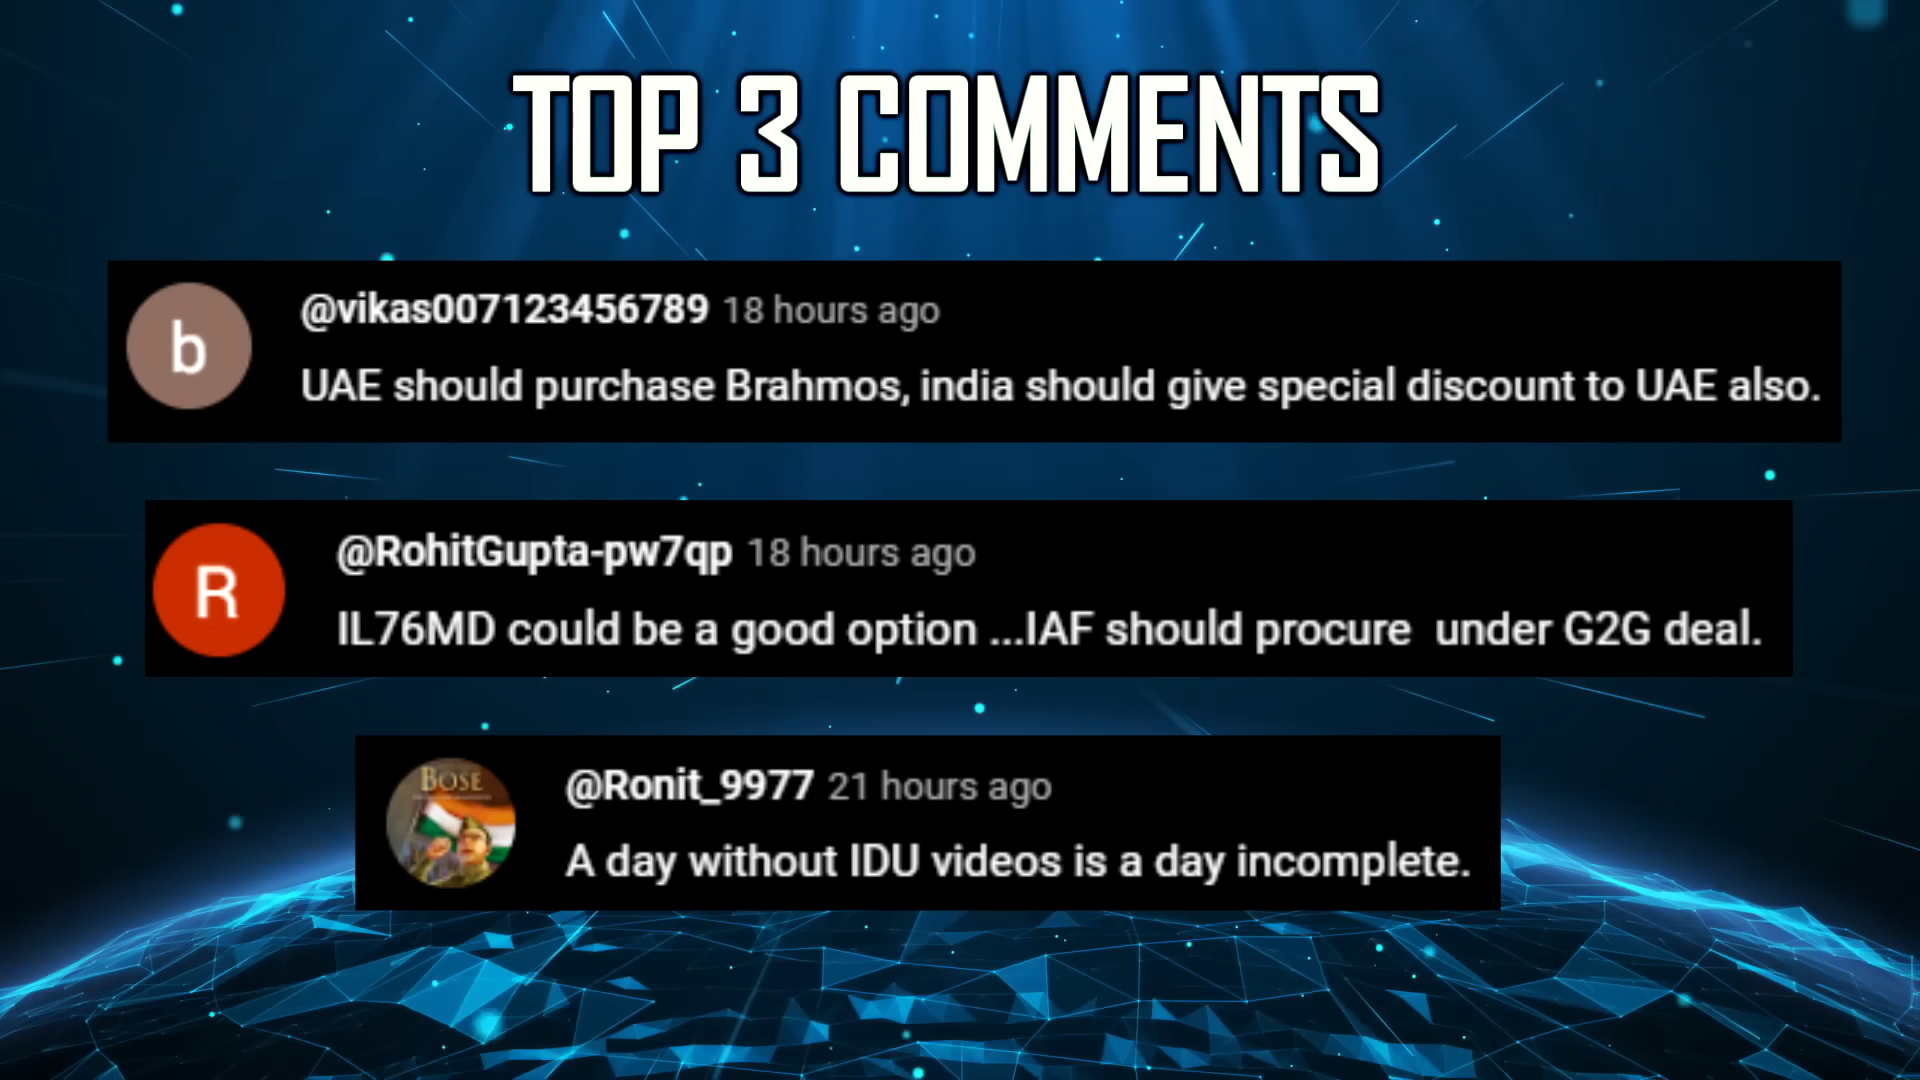 TOP 3 COMMENTS
b
@vikas007123456789 18 hours ago
UAE should purchase Brahmos, india should give special discount to UAE also.
R
@RohitGupta-pw7qp 18 hours ago
IL76MD could be a good option ...IAF should procure  under G2G deal.
BOSE
@Ronit_9977 21 hours ago
A day without IDU videos is a day incomplete.